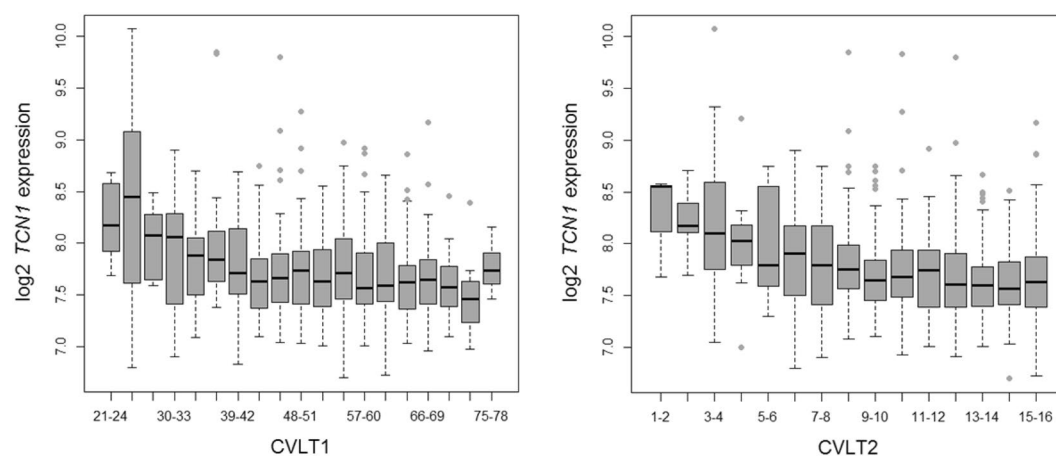 10.0
9.5
9.0
8.5
8.0
7.5
7.0
log2 TCN1 expression
21-24 30-33 39-42 48-51 57-60 66-69 75-78
CVLT1
10.0
9.5
9.0
8.5
8.0
7.5
7.0
log2 TCN1 expression
1-2 3-4 5-6 7-8 9-10 11-12 13-14 15-16
CVLT2